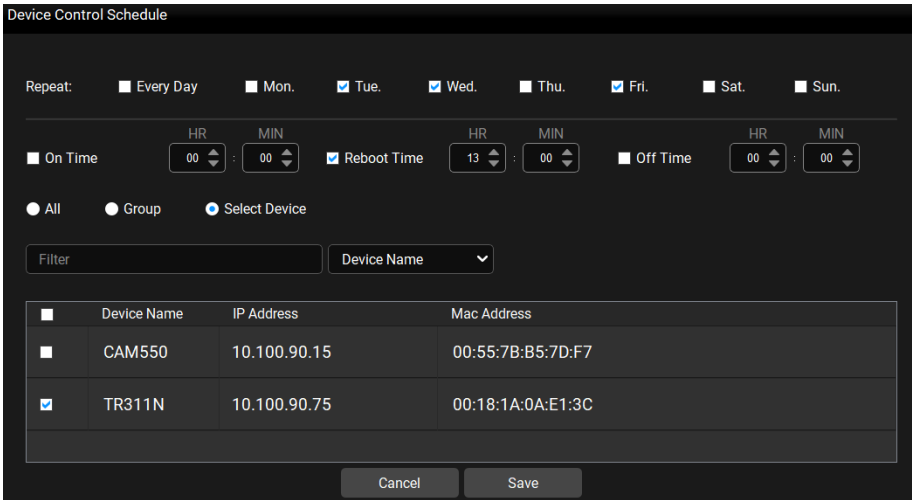 Device Control Schedule
Repeat: Every Day Mon. Tue. Wed. Thu. Fri. Sat. Sun.
HR MIN HR MIN HR MIN
On Time 00 : 00 Reboot Time 13 : 00 Off Time 00 : 00
All Group Select Device
Filter Device Name
Device Name IP Address Mac Address
CAM550 10.100.90.15 00:55:7B:B5:7D:F7
TR311N 10.100.90.75 00:18:1A:0A:E1:3C
Cancel Save